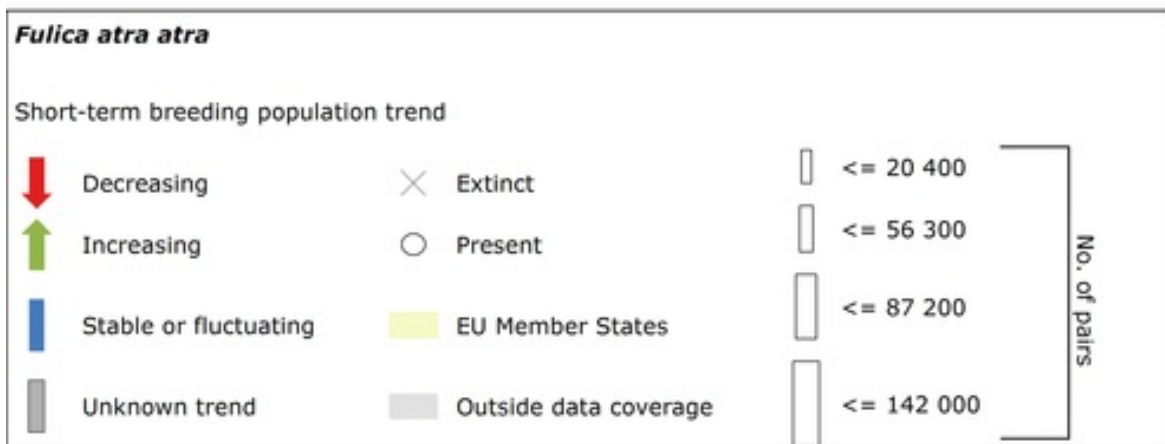 Fulica atra atra
Short-term breeding population trend
Decreasing
Extinct
<= 20 400
Increasing
Present
<= 56 300
Stable or fluctuating
EU Member States
<= 87 200
Unknown trend
Outside data coverage
<= 142 000
No. of pairs